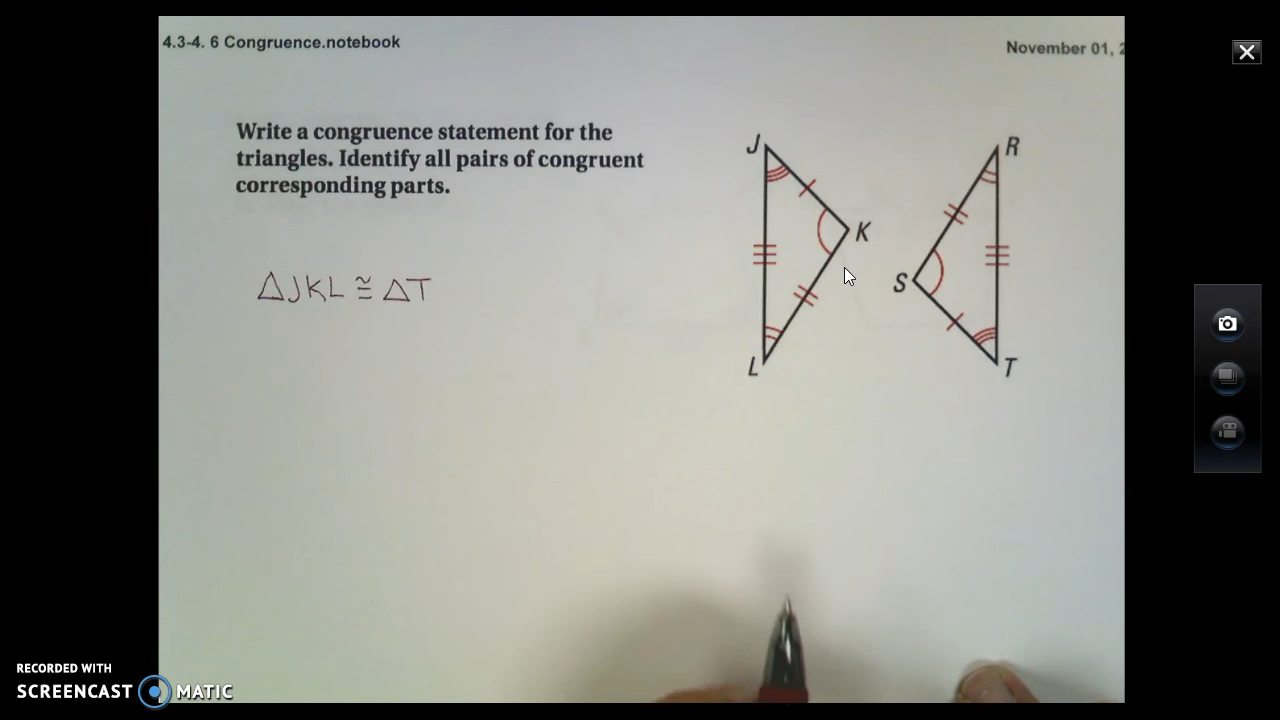 4.3-4. 6 Congruence.notebook
November 01, 2
Write a congruence statement for the
triangles. Identify all pairs of congruent
corresponding parts.
△JKL ≅ △T
J
K
L
R
S
T
RECORDED WITH
SCREENCAST MATIC